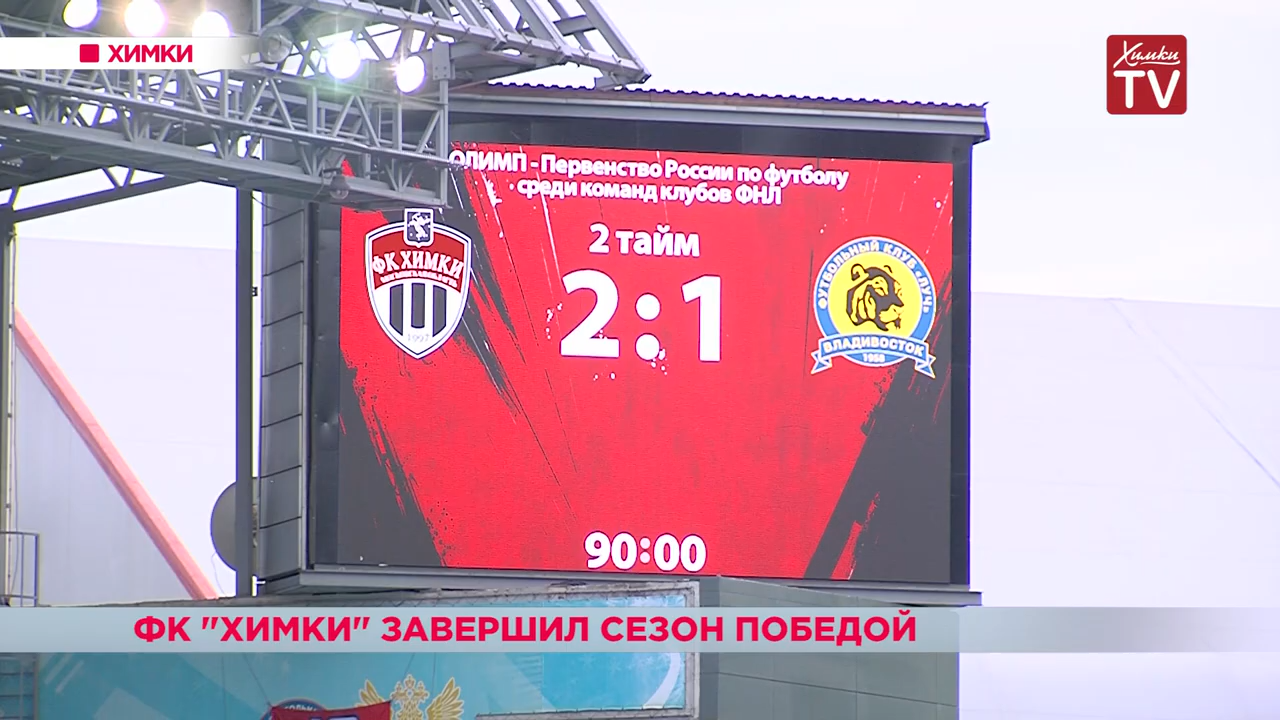 ХИМКИ
Химки
TV
ОЛИМП - Первенство России по футболу
среди команд клубов ФНЛ
2 тайм
2:1
ФК ХИМКИ
1997
ФУТБОЛЬНЫЙ КЛУБ «ЛУЧ»
ВЛАДИВОСТОК
1958
90:00
ФК "ХИМКИ" ЗАВЕРШИЛ СЕЗОН ПОБЕДОЙ